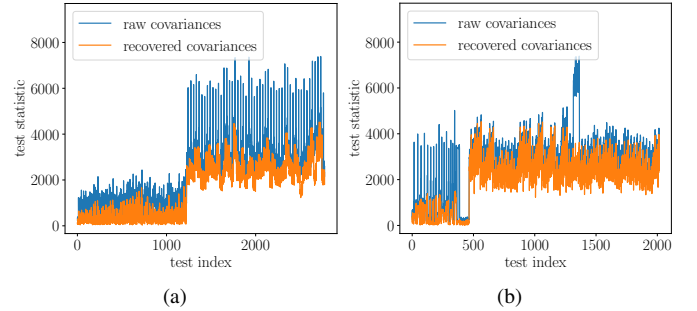 raw covariances
recovered covariances
8000
6000
4000
2000
0
test statistic
0
1000
2000
test index
(a)
raw covariances
recovered covariances
8000
6000
4000
2000
0
test statistic
0
500
1000
1500
2000
test index
(b)